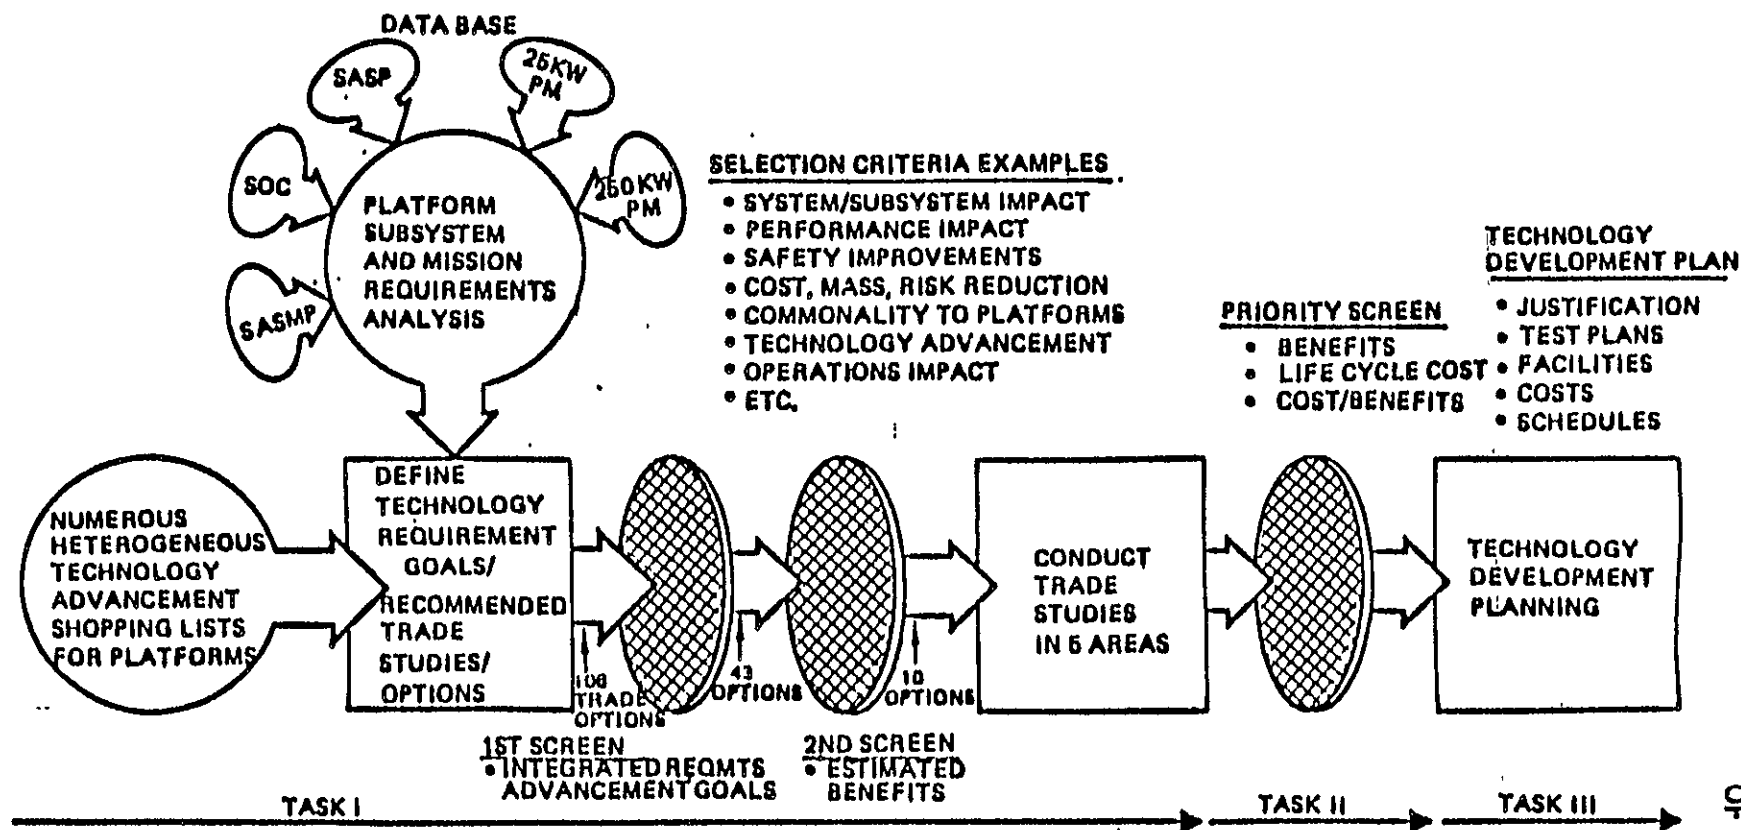 DATA BASE
SASP
25KW
PM
SOC
250 KW
PM
SASMP
PLATFORM
SUBSYSTEM
AND MISSION
REQUIREMENTS
ANALYSIS
SELECTION CRITERIA EXAMPLES
• SYSTEM/SUBSYSTEM IMPACT
• PERFORMANCE IMPACT
• SAFETY IMPROVEMENTS
• COST, MASS, RISK REDUCTION
• COMMONALITY TO PLATFORMS
• TECHNOLOGY ADVANCEMENT
• OPERATIONS IMPACT
• ETC.
PRIORITY SCREEN
• BENEFITS
• LIFE CYCLE COST
• COST/BENEFITS
TECHNOLOGY
DEVELOPMENT PLAN
• JUSTIFICATION
• TEST PLANS
• FACILITIES
• COSTS
• SCHEDULES
NUMEROUS
HETEROGENEOUS
TECHNOLOGY
ADVANCEMENT
SHOPPING LISTS
FOR PLATFORMS
DEFINE
TECHNOLOGY
REQUIREMENT
GOALS/
RECOMMENDED
TRADE
STUDIES/
OPTIONS
TRADE
OPTIONS
43
OPTIONS
10
OPTIONS
CONDUCT
TRADE
STUDIES
IN 5 AREAS
TECHNOLOGY
DEVELOPMENT
PLANNING
1ST SCREEN
• INTEGRATED REQMTS
ADVANCEMENT GOALS
2ND SCREEN
• ESTIMATED
BENEFITS
TASK I
TASK II
TASK III